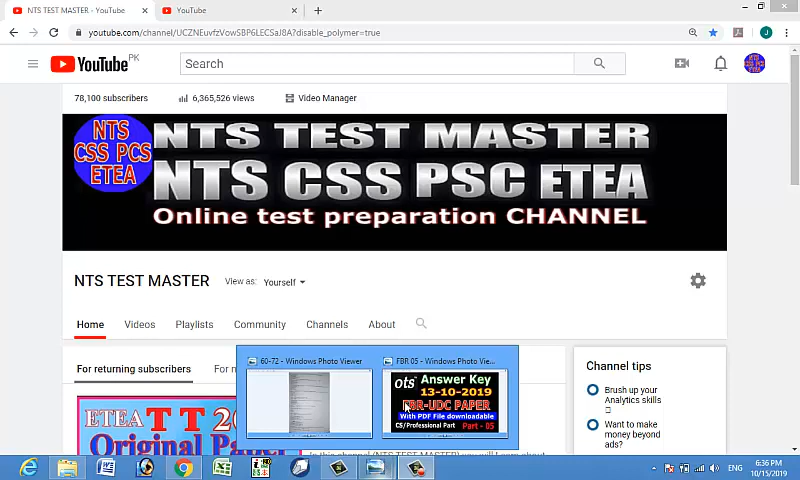 NTS TEST MASTER - YouTube
YouTube
youtube.com/channel/UCZNEuvfzVowSBP6LECSaJ8A?disable_polymer=true
YouTube PK
Search
78,100 subscribers
6,365,526 views
Video Manager
NTS
CSS PCS
ETEA
NTS TEST MASTER
NTS CSS PSC ETEA
Online test preparation CHANNEL
NTS TEST MASTER
View as:
Yourself
Home
Videos
Playlists
Community
Channels
About
For returning subscribers
60-72 - Windows Photo Viewer
FBR 05 - Windows Photo Vie...
ots Answer Key
13-10-2019
FBR-UDC PAPER
With PDF File downloadable
CS/Professional Part
Part - 05
ETEA TT
Original
Channel tips
Brush up your
Analytics skills
Want to make
money beyond
ads?
ENG
6:36 PM
10/15/2019